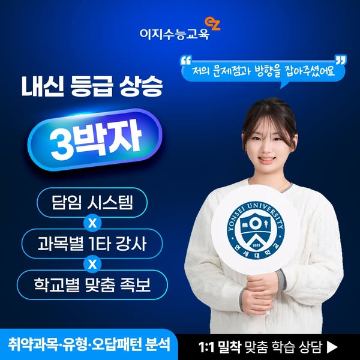 이지수능교육 ez
내신 등급 상승
"저의 문제점과 방향을 잡아주셨어요"
3박자
담임 시스템
X
과목별 1타 강사
X
학교별 맞춤 족보
YONSEI UNIVERSITY
1885
연세대학교
취약과목·유형·오답패턴 분석
1:1 밀착 맞춤 학습 상담 ▶